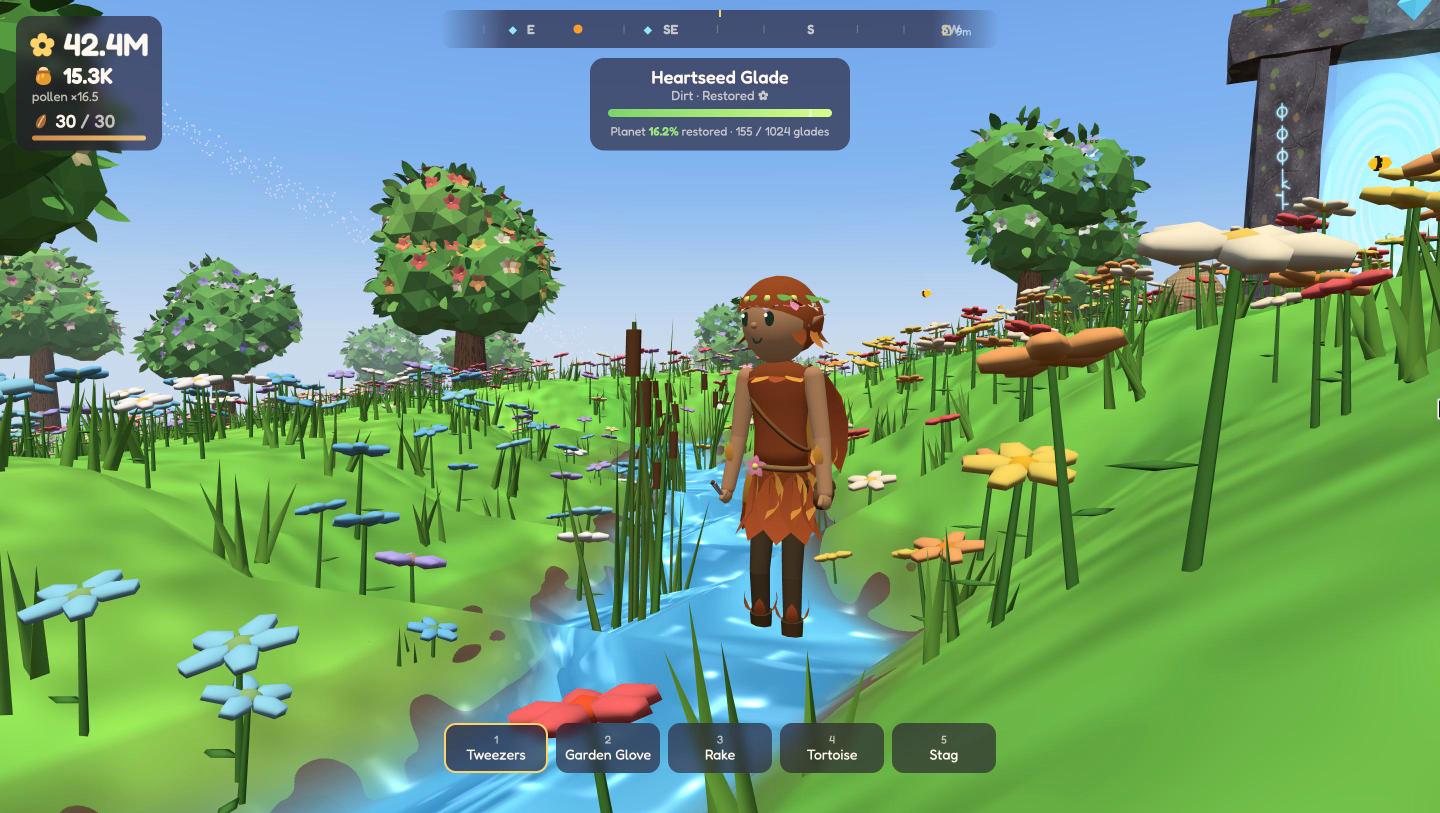 42.4M
15.3K
pollen ×16.5
30 / 30
E
SE
S
Heartseed Glade
Dirt · Restored
Planet 16.2% restored · 155 / 1024 glades
1
Tweezers
2
Garden Glove
3
Rake
4
Tortoise
5
Stag